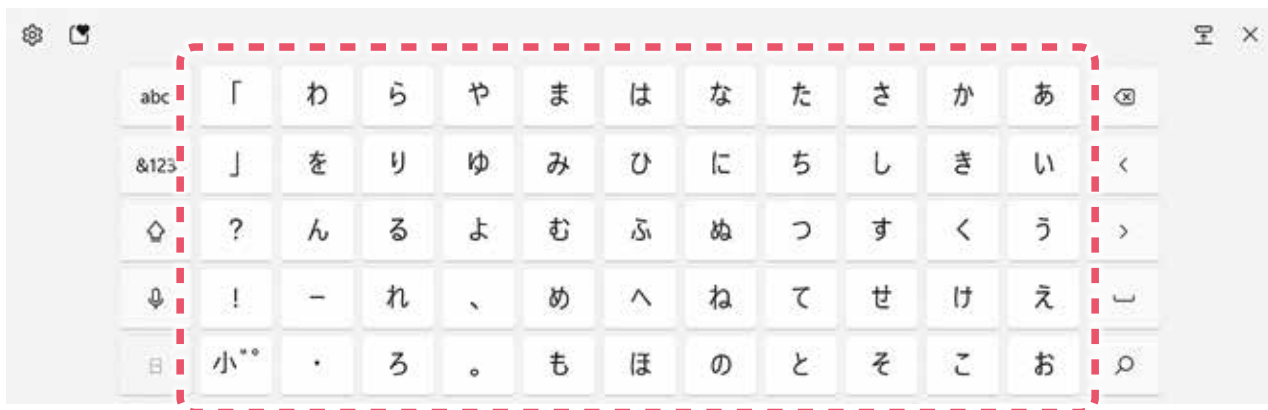 abc 「 わ ら や ま は な た さ か あ
&123 」 を り ゆ み ひ に ち し き い <
? ん る よ む ふ ぬ つ す く う >
! ー れ 、 め へ ね て せ け え
日 小゛゜ ・ ろ 。 も ほ の と そ こ お